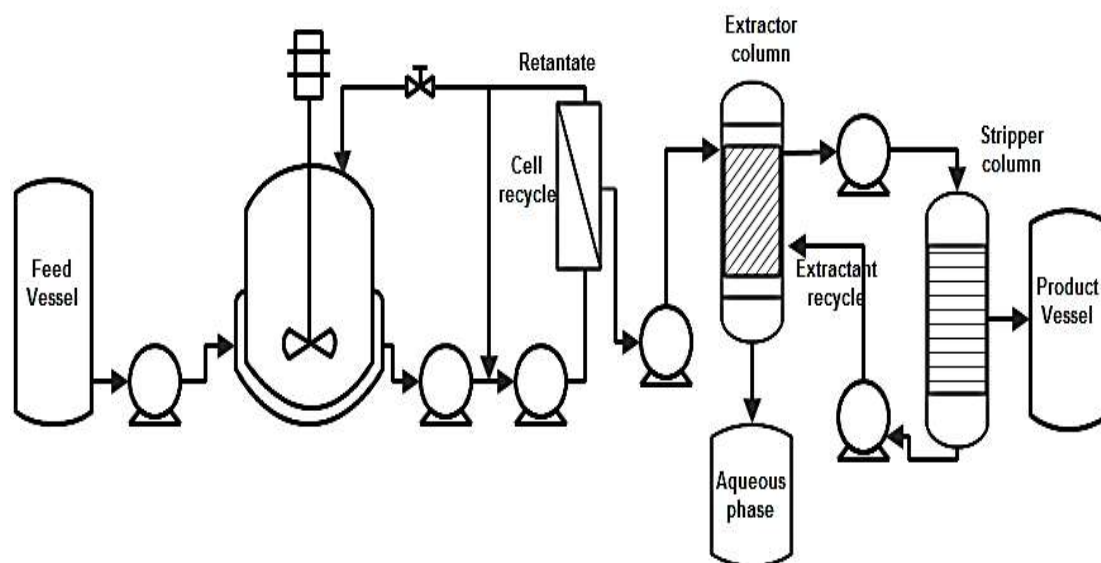 Extractor
column
Retantate
Stripper
column
Cell
recycle
Feed
Vessel
Extractant
recycle
Product
Vessel
Aqueous
phase